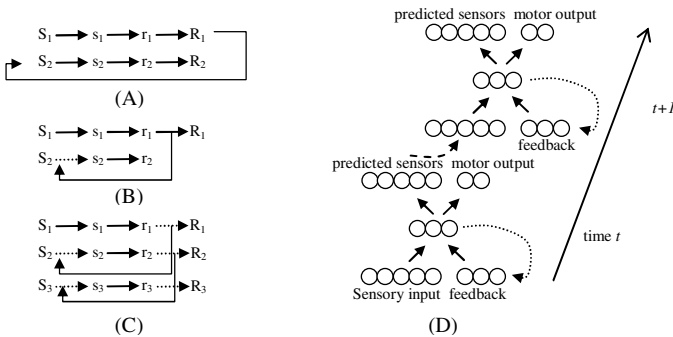 S1 s1 r1 R1
S2 s2 r2 R2
(A)
S1 s1 r1 R1
S2 s2 r2
(B)
S1 s1 r1 R1
S2 s2 r2 R2
S3 s3 r3 R3
(C)
predicted sensors motor output
t+1
feedback
predicted sensors motor output
time t
Sensory input feedback
(D)